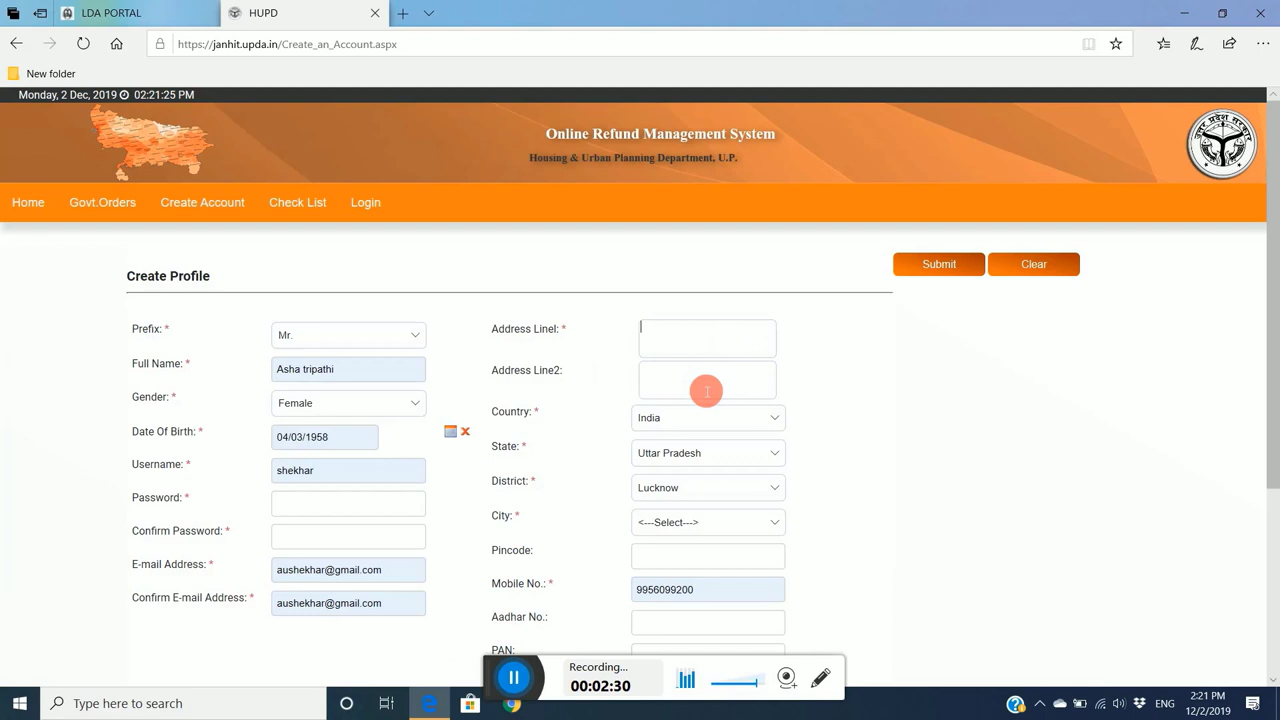 LDA PORTAL
HUPD
https://janhit.upda.in/Create_an_Account.aspx
New folder
Monday, 2 Dec, 2019 02:21:25 PM
Online Refund Management System
Housing & Urban Planning Department, U.P.
Home Govt.Orders Create Account Check List Login
Create Profile
Submit Clear
Prefix: * Mr.
Full Name: * Asha tripathi
Gender: * Female
Date Of Birth: * 04/03/1958
Username: * shekhar
Password: *
Confirm Password: *
E-mail Address: * aushekhar@gmail.com
Confirm E-mail Address: * aushekhar@gmail.com
Address LineI: *
Address Line2:
Country: * India
State: * Uttar Pradesh
District: * Lucknow
City: * <---Select--->
Pincode:
Mobile No.: * 9956099200
Aadhar No.:
PAN:
Recording...
00:02:30
Type here to search
ENG
2:21 PM
12/2/2019